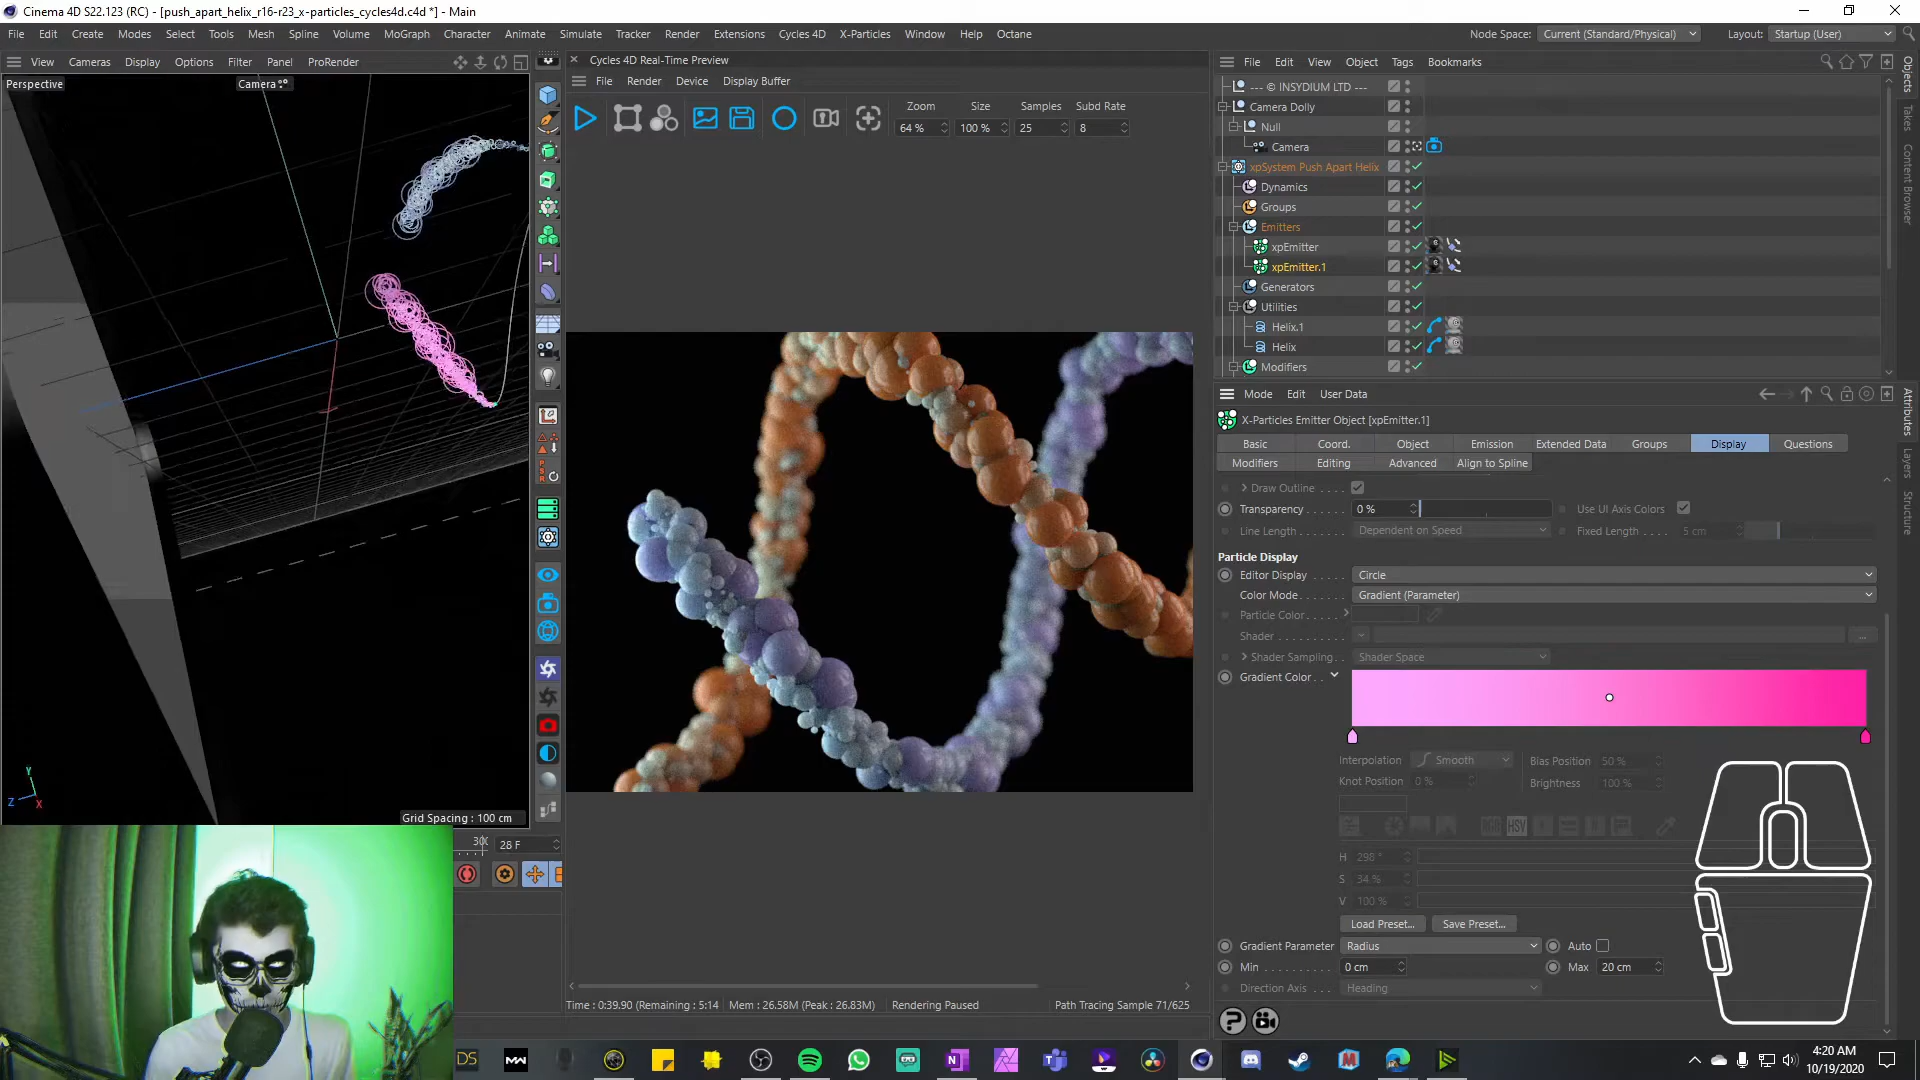 Cinema 4D S22.123 (RC) - [push_apart_helix_r16-r23_x-particles_cycles4d.c4d *] - Main
File Edit Create Modes Select Tools Mesh Spline Volume MoGraph Character Animate Simulate Tracker Render Extensions Cycles 4D X-Particles Window Help Octane
Node Space: Current (Standard/Physical) Layout: Startup (User)
View Cameras Display Options Filter Panel ProRender
Perspective
Camera
Grid Spacing : 100 cm
Y
Z
X
28 F
Cycles 4D Real-Time Preview
File Render Device Display Buffer
Zoom Size Samples Subd Rate
64 % 100 % 25 8
Time : 0:39.90 (Remaining : 5:14 Mem : 26.58M (Peak : 26.83M) Rendering Paused Path Tracing Sample 71/625
File Edit View Object Tags Bookmarks
--- © INSYDIUM LTD ---
Camera Dolly
Null
Camera
xpSystem Push Apart Helix
Dynamics
Groups
Emitters
xpEmitter
xpEmitter.1
Generators
Utilities
Helix.1
Helix
Modifiers
Mode Edit User Data
X-Particles Emitter Object [xpEmitter.1]
Basic Coord. Object Emission Extended Data Groups Display Questions
Modifiers Editing Advanced Align to Spline
Draw Outline
Transparency 0 % Use UI Axis Colors
Line Length Dependent on Speed Fixed Length 5 cm
Particle Display
Editor Display Circle
Color Mode Gradient (Parameter)
Particle Color
Shader ...
Shader Sampling Shader Space
Gradient Color
Interpolation Smooth Bias Position 50 %
Knot Position 0 % Brightness 100 %
HSV
H 298 °
S 34 %
V 100 %
Load Preset... Save Preset...
Gradient Parameter Radius Auto
Min 0 cm Max 20 cm
Direction Axis Heading
Objects
Takes
Content Browser
Attributes
Layers
Structure
DS
4:20 AM
10/19/2020